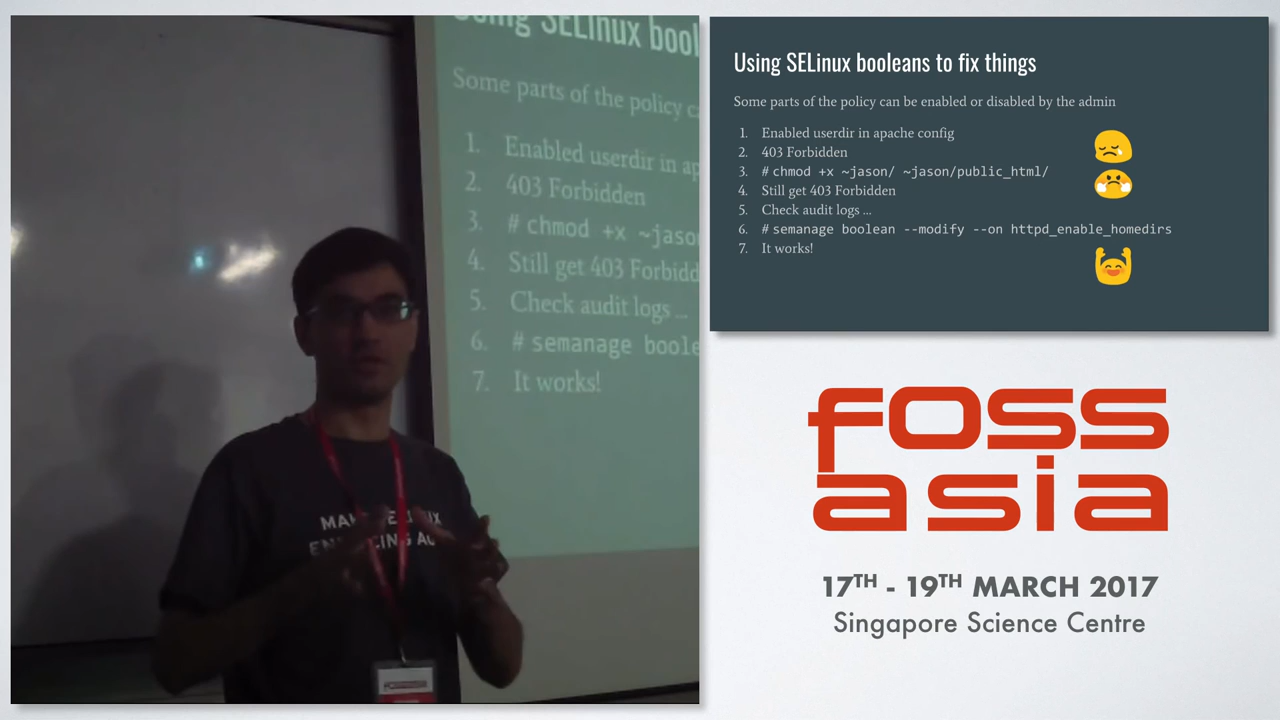 Using SELinux bool
Some parts of the policy ca
1. Enabled userdir in ap
2. 403 Forbidden
3. # chmod +x ~jaso
4. Still get 403 Forbidd
5. Check audit logs ...
6. # semanage boole
7. It works!
Using SELinux booleans to fix things
Some parts of the policy can be enabled or disabled by the admin
1. Enabled userdir in apache config
2. 403 Forbidden
3. # chmod +x ~jason/ ~jason/public_html/
4. Still get 403 Forbidden
5. Check audit logs ...
6. # semanage boolean --modify --on httpd_enable_homedirs
7. It works!
foss
asia
17TH - 19TH MARCH 2017
Singapore Science Centre